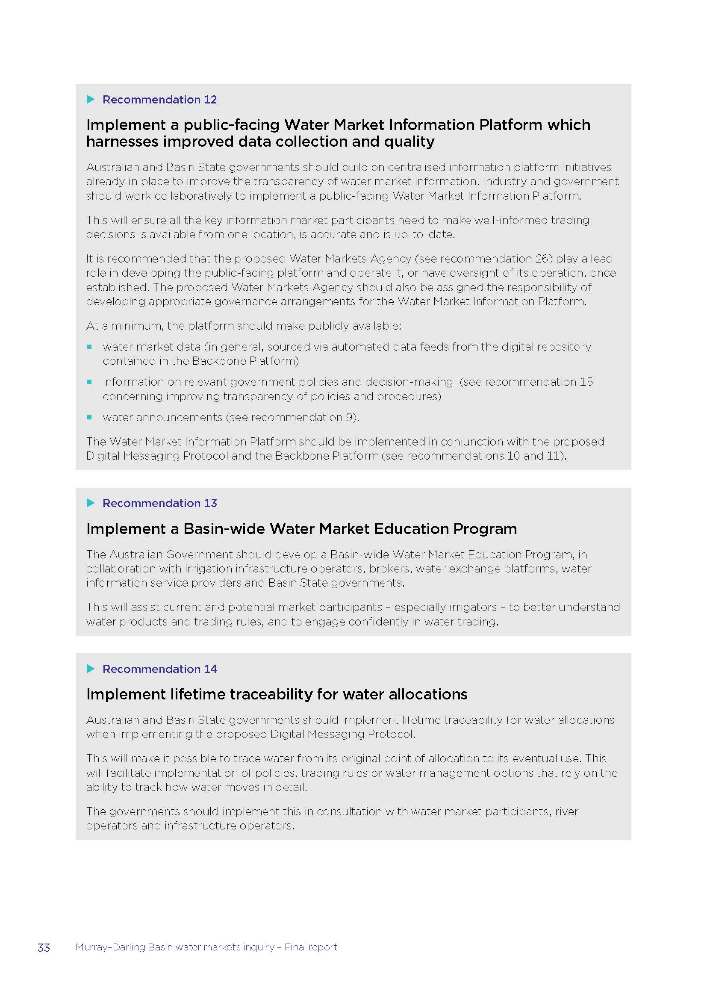 Recommendation 12
Implement a public-facing Water Market Information Platform which
harnesses improved data collection and quality
Australian and Basin State governments should build on centralised information platform initiatives
already in place to improve the transparency of water market information. Industry and government
should work collaboratively to implement a public-facing Water Market Information Platform.
This will ensure all the key information market participants need to make well-informed trading
decisions is available from one location, is accurate and is up-to-date.
It is recommended that the proposed Water Markets Agency (see recommendation 26) play a lead
role in developing the public-facing platform and operate it, or have oversight of its operation, once
established. The proposed Water Markets Agency should also be assigned the responsibility of
developing appropriate governance arrangements for the Water Market Information Platform.
At a minimum, the platform should make publicly available:
water market data (in general, sourced via automated data feeds from the digital repository
contained in the Backbone Platform)
information on relevant government policies and decision-making (see recommendation 15
concerning improving transparency of policies and procedures)
water announcements (see recommendation 9).
The Water Market Information Platform should be implemented in conjunction with the proposed
Digital Messaging Protocol and the Backbone Platform (see recommendations 10 and 11).
Recommendation 13
Implement a Basin-wide Water Market Education Program
The Australian Government should develop a Basin-wide Water Market Education Program, in
collaboration with irrigation infrastructure operators, brokers, water exchange platforms, water
information service providers and Basin State governments.
This will assist current and potential market participants – especially irrigators – to better understand
water products and trading rules, and to engage confidently in water trading.
Recommendation 14
Implement lifetime traceability for water allocations
Australian and Basin State governments should implement lifetime traceability for water allocations
when implementing the proposed Digital Messaging Protocol.
This will make it possible to trace water from its original point of allocation to its eventual use. This
will facilitate implementation of policies, trading rules or water management options that rely on the
ability to track how water moves in detail.
The governments should implement this in consultation with water market participants, river
operators and infrastructure operators.
33 Murray–Darling Basin water markets inquiry – Final report